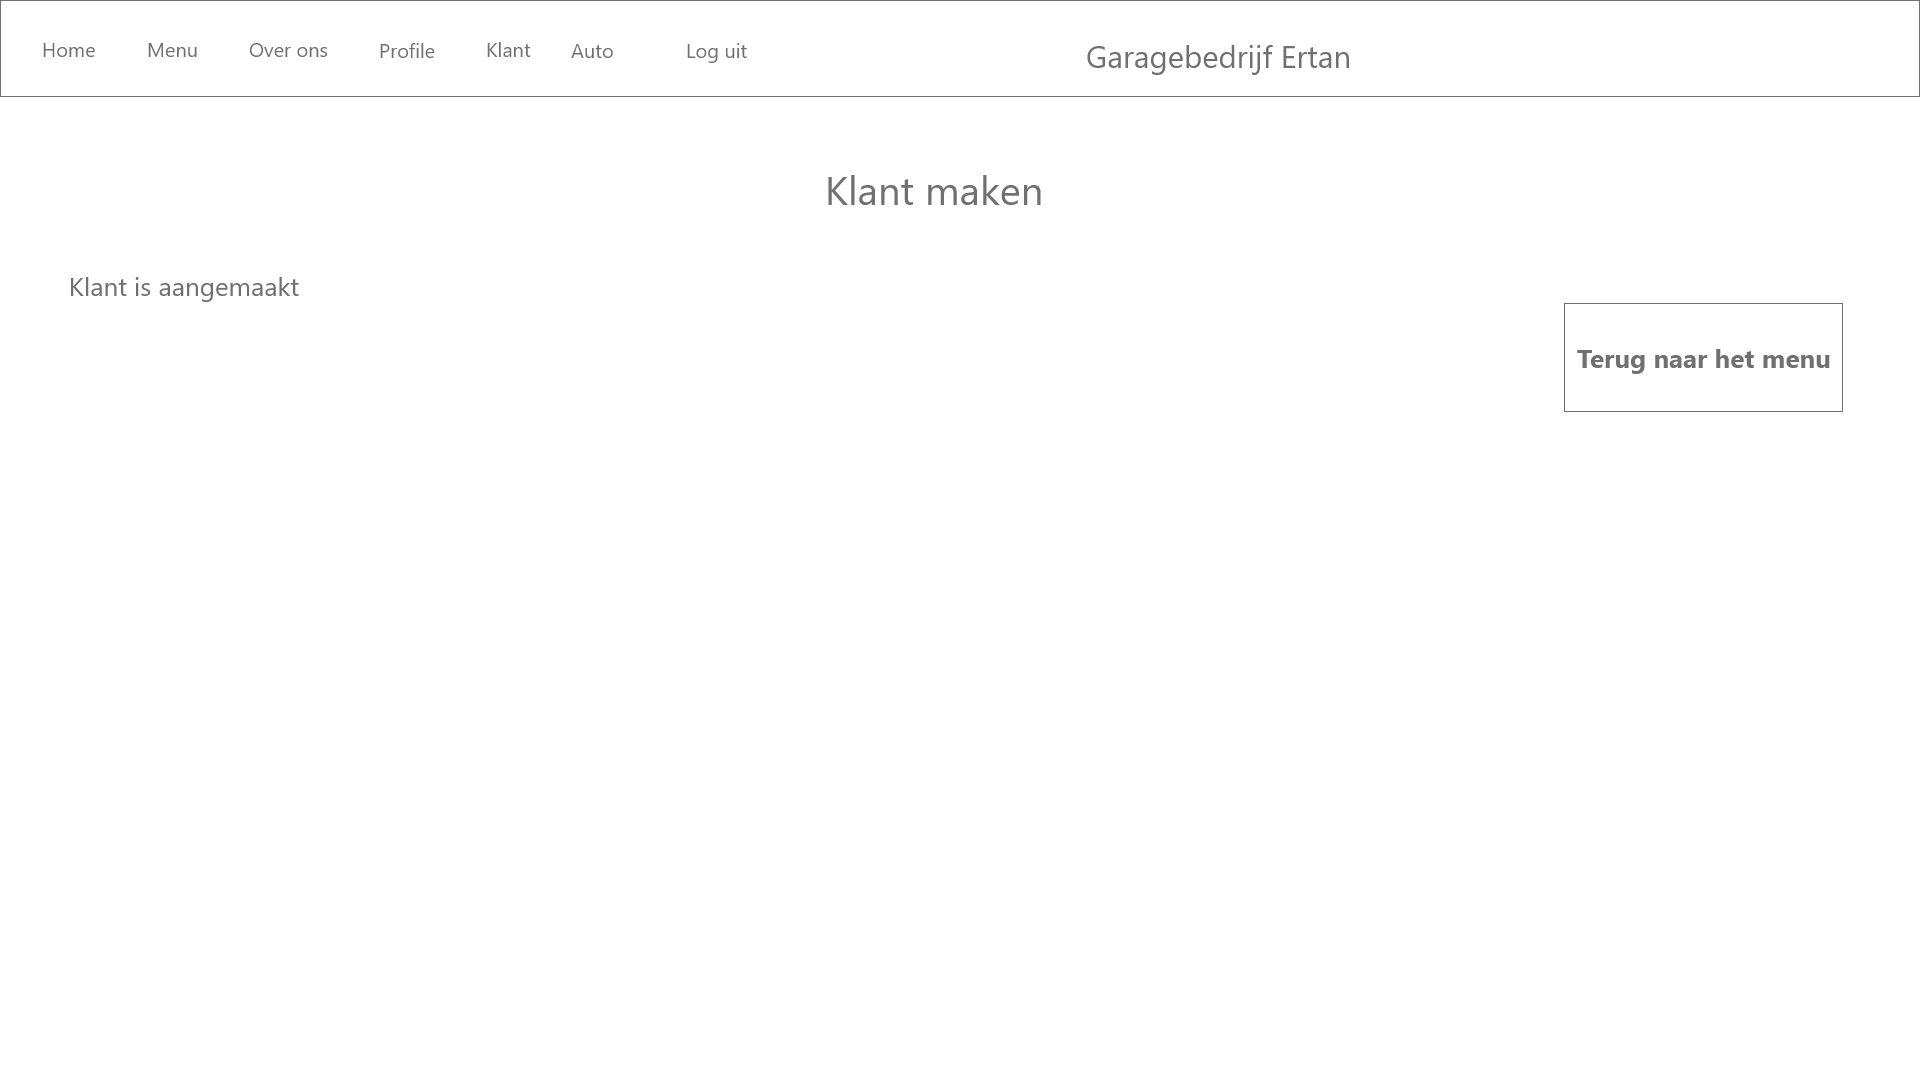 Home Menu Over ons Profile Klant Auto Log uit Garagebedrijf Ertan
Klant maken
Klant is aangemaakt
Terug naar het menu